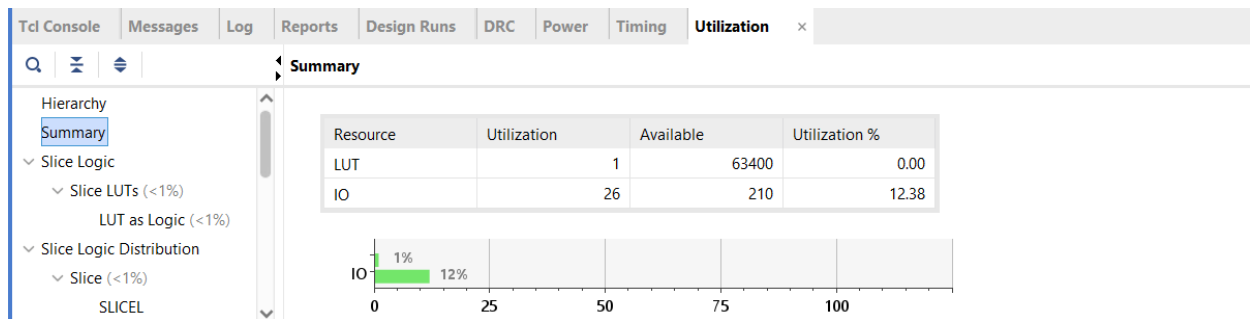 Tcl Console Messages Log Reports Design Runs DRC Power Timing Utilization ×
Summary
Hierarchy
Summary
Slice Logic
Slice LUTs (<1%)
LUT as Logic (<1%)
Slice Logic Distribution
Slice (<1%)
SLICEL
Resource Utilization Available Utilization %
LUT 1 63400 0.00
IO 26 210 12.38
1%
IO 12%
0 25 50 75 100